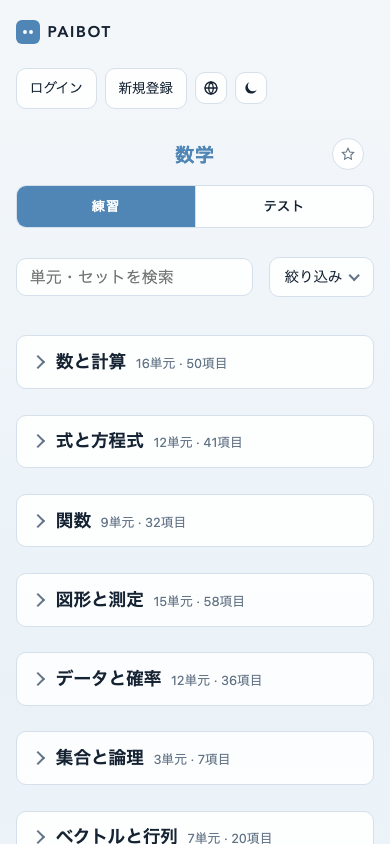 PAIBOT
ログイン 新規登録
数学
練習 テスト
単元・セットを検索 絞り込み
数と計算 16単元 · 50項目
式と方程式 12単元 · 41項目
関数 9単元 · 32項目
図形と測定 15単元 · 58項目
データと確率 12単元 · 36項目
集合と論理 3単元 · 7項目
ベクトルと行列 7単元 · 20項目